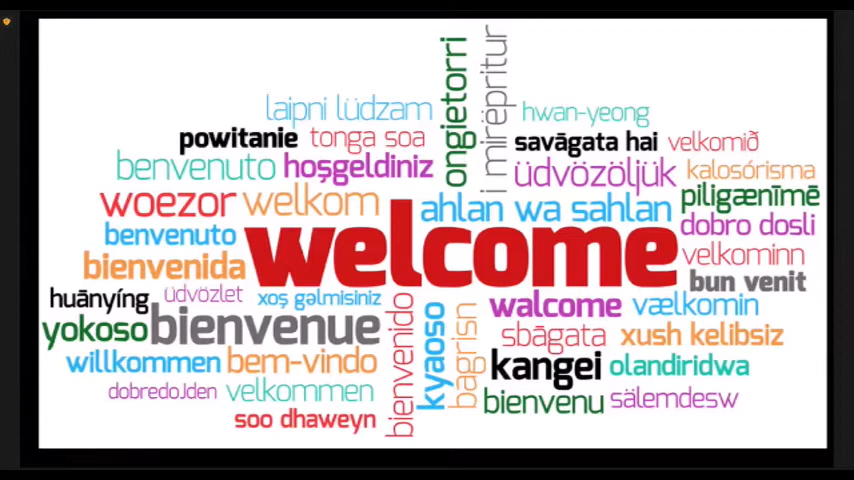 laipni lūdzam
ongietorri
i mirëpritur
hwan-yeong
powitanie
tonga soa
savāgata hai
velkomið
benvenuto
hoşgeldiniz
üdvözöljük
kalosórisma
woezor
welkom
ahlan wa sahlan
piligænīmē
benvenuto
welcome
dobro dosli
bienvenida
velkominn
huānyíng
üdvözlet
xoş gəlmisiniz
bun venit
yokoso
bienvenue
bienvenido
kyaoso
bagrisn
walcome
vælkomin
sbāgata
xush kelibsiz
willkommen
bem-vindo
kangei
olandiridwa
dobredoJden
velkommen
bienvenu
sälemdesw
soo dhaweyn